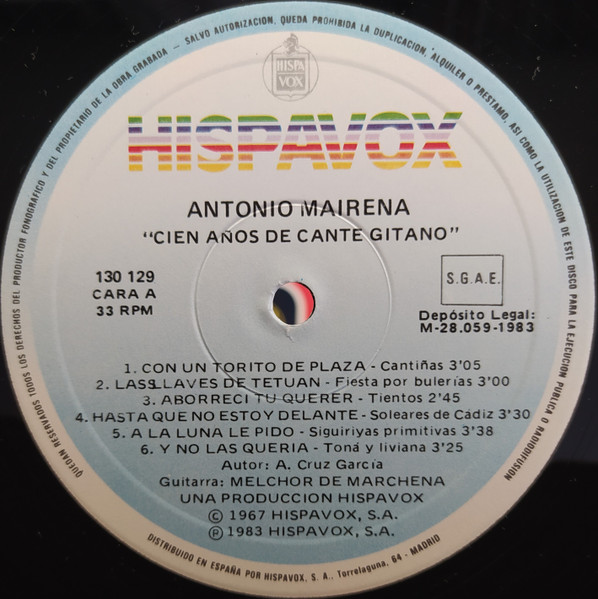 QUEDAN RESERVADOS TODOS LOS DERECHOS DEL PRODUCTOR FONOGRAFICO Y DEL PROPIETARIO DE LA OBRA GRABADA - SALVO AUTORIZACION, QUEDA PROHIBIDA LA DUPLICACION, ALQUILER O PRESTAMO, ASI COMO LA UTILIZACION DE ESTE DISCO PARA LA EJECUCION PUBLICA O RADIODIFUSION
HISPA
VOX
HISPAVOX
ANTONIO MAIRENA
"CIEN AÑOS DE CANTE GITANO"
130 129
CARA A
33 RPM
S.G.A.E.
Depósito Legal:
M-28.059-1983
1. CON UN TORITO DE PLAZA - Cantiñas 3'05
2. LASSLAVES DE TETUAN - Fiesta por bulerías 3'00
3. ABORRECI TU QUERER - Tientos 2'45
4. HASTA QUE NO ESTOY DELANTE - Soleares de Cádiz 3'30
5. A LA LUNA LE PIDO - Siguiriyas primitivas 3'38
6. Y NO LAS QUERIA - Toná y liviana 3'25
Autor: A. Cruz García
Guitarra: MELCHOR DE MARCHENA
UNA PRODUCCION HISPAVOX
© 1967 HISPAVOX, S.A.
℗ 1983 HISPAVOX, S.A.
DISTRIBUIDO EN ESPAÑA POR HISPAVOX, S. A., Torrelaguna, 64 - MADRID